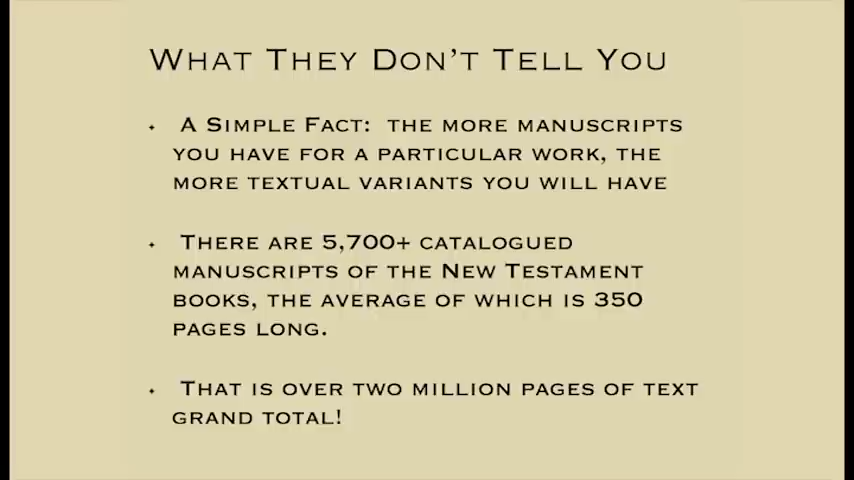 What They Don't Tell You
A Simple Fact: the more manuscripts
you have for a particular work, the
more textual variants you will have
There are 5,700+ catalogued
manuscripts of the New Testament
books, the average of which is 350
pages long.
That is over two million pages of text
grand total!